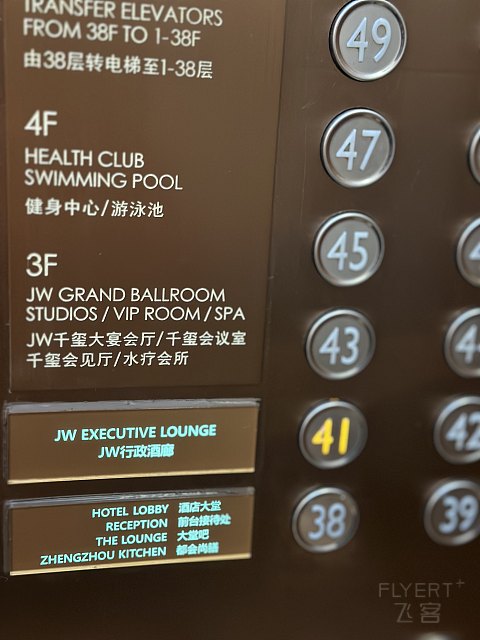 TRANSFER ELEVATORS
FROM 38F TO 1-38F
由38层转电梯至1-38层
4F
HEALTH CLUB
SWIMMING POOL
健身中心/游泳池
3F
JW GRAND BALLROOM
STUDIOS / VIP ROOM / SPA
JW千玺大宴会厅/千玺会议室
千玺会见厅/水疗会所
JW EXECUTIVE LOUNGE
JW行政酒廊
HOTEL LOBBY 酒店大堂
RECEPTION 前台接待处
THE LOUNGE 大堂吧
ZHENGZHOU KITCHEN 都会尚膳
49
47
45
43
41
42
38
39
FLYERT+
飞客